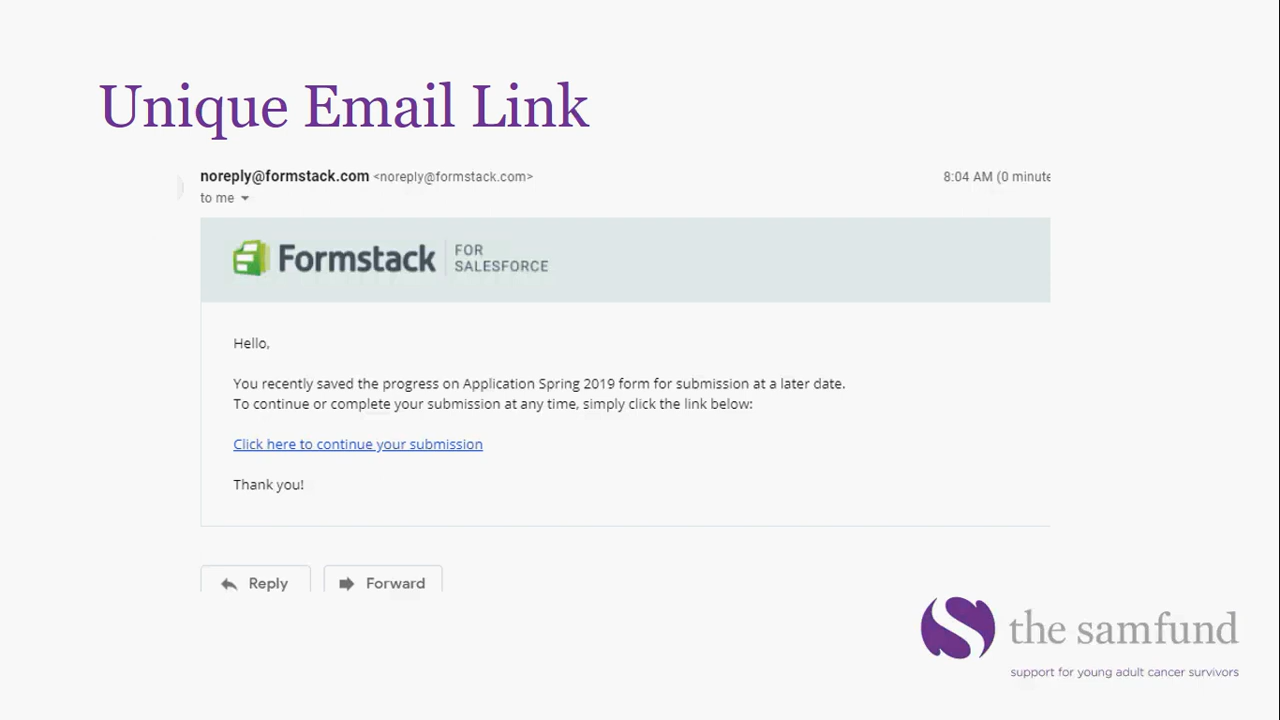 Unique Email Link
noreply@formstack.com <noreply@formstack.com>
8:04 AM (0 minute
to me
Formstack
FOR
SALESFORCE
Hello,
You recently saved the progress on Application Spring 2019 form for submission at a later date.
To continue or complete your submission at any time, simply click the link below:
Click here to continue your submission
Thank you!
Reply
Forward
the samfund
support for young adult cancer survivors